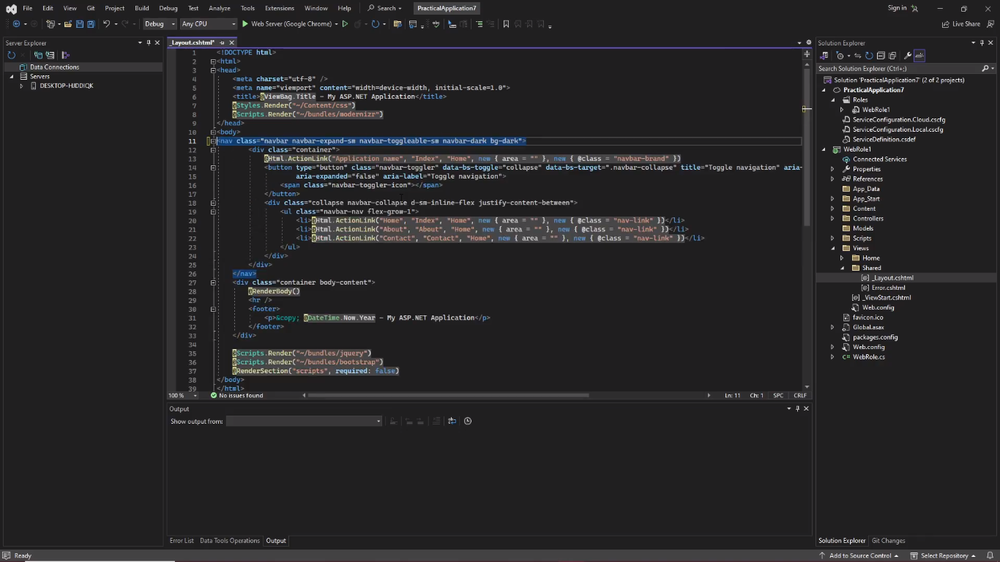 File Edit View Git Project Build Debug Test Analyze Tools Extensions Window Help Search PracticalApplication7 Sign in
Debug Any CPU Web Server (Google Chrome) Live Share
Server Explorer
Data Connections
Servers
DESKTOP-HJDDIQK
_Layout.cshtml*
1 <!DOCTYPE html>
2 <html>
3 <head>
4 <meta charset="utf-8" />
5 <meta name="viewport" content="width=device-width, initial-scale=1.0">
6 <title>@ViewBag.Title - My ASP.NET Application</title>
7 @Styles.Render("~/Content/css")
8 @Scripts.Render("~/bundles/modernizr")
9 </head>
10 <body>
11 <nav class="navbar navbar-expand-sm navbar-toggleable-sm navbar-dark bg-dark">
12 <div class="container">
13 @Html.ActionLink("Application name", "Index", "Home", new { area = "" }, new { @class = "navbar-brand" })
14 <button type="button" class="navbar-toggler" data-bs-toggle="collapse" data-bs-target=".navbar-collapse" title="Toggle navigation" aria-
15 aria-expanded="false" aria-label="Toggle navigation">
16 <span class="navbar-toggler-icon"></span>
17 </button>
18 <div class="collapse navbar-collapse d-sm-inline-flex justify-content-between">
19 <ul class="navbar-nav flex-grow-1">
20 <li>@Html.ActionLink("Home", "Index", "Home", new { area = "" }, new { @class = "nav-link" })</li>
21 <li>@Html.ActionLink("About", "About", "Home", new { area = "" }, new { @class = "nav-link" })</li>
22 <li>@Html.ActionLink("Contact", "Contact", "Home", new { area = "" }, new { @class = "nav-link" })</li>
23 </ul>
24 </div>
25 </div>
26 </nav>
27 <div class="container body-content">
28 @RenderBody()
29 <hr />
30 <footer>
31 <p>&copy; @DateTime.Now.Year - My ASP.NET Application</p>
32 </footer>
33 </div>
34
35 @Scripts.Render("~/bundles/jquery")
36 @Scripts.Render("~/bundles/bootstrap")
37 @RenderSection("scripts", required: false)
38 </body>
39 </html>
100 % No issues found Ln: 11 Ch: 1 SPC CRLF
Output
Show output from:
Error List Data Tools Operations Output
Solution Explorer
Search Solution Explorer (Ctrl+;)
Solution 'PracticalApplication7' (2 of 2 projects)
PracticalApplication7
Roles
WebRole1
ServiceConfiguration.Cloud.cscfg
ServiceConfiguration.Local.cscfg
ServiceDefinition.csdef
WebRole1
Connected Services
Properties
References
App_Data
App_Start
Content
Controllers
Models
Scripts
Views
Home
Shared
_Layout.cshtml
Error.cshtml
_ViewStart.cshtml
Web.config
favicon.ico
Global.asax
packages.config
Web.config
WebRole.cs
Solution Explorer Git Changes
Ready Add to Source Control Select Repository